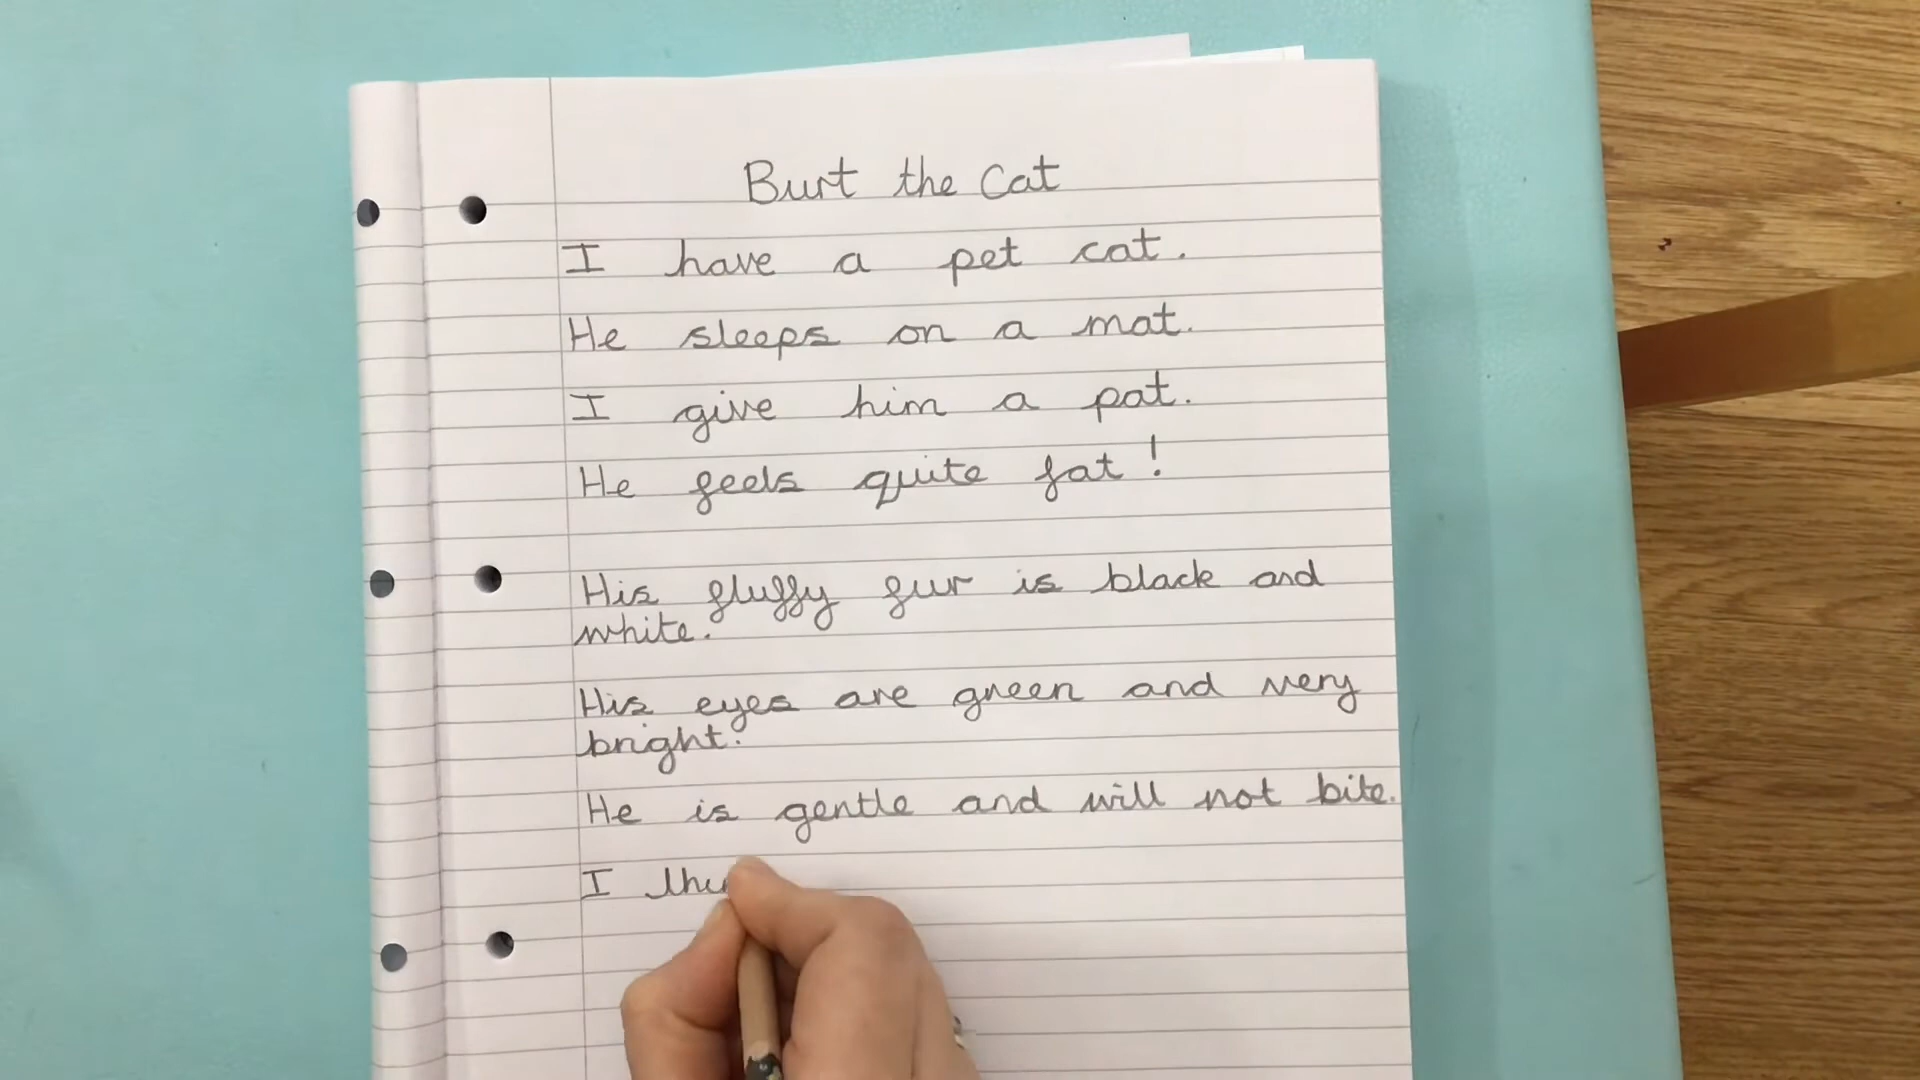 Burt the Cat
I have a pet cat.
He sleeps on a mat.
I give him a pat.
He feels quite fat!
His fluffy fur is black and
white.
His eyes are green and very
bright.
He is gentle and will not bite.
I